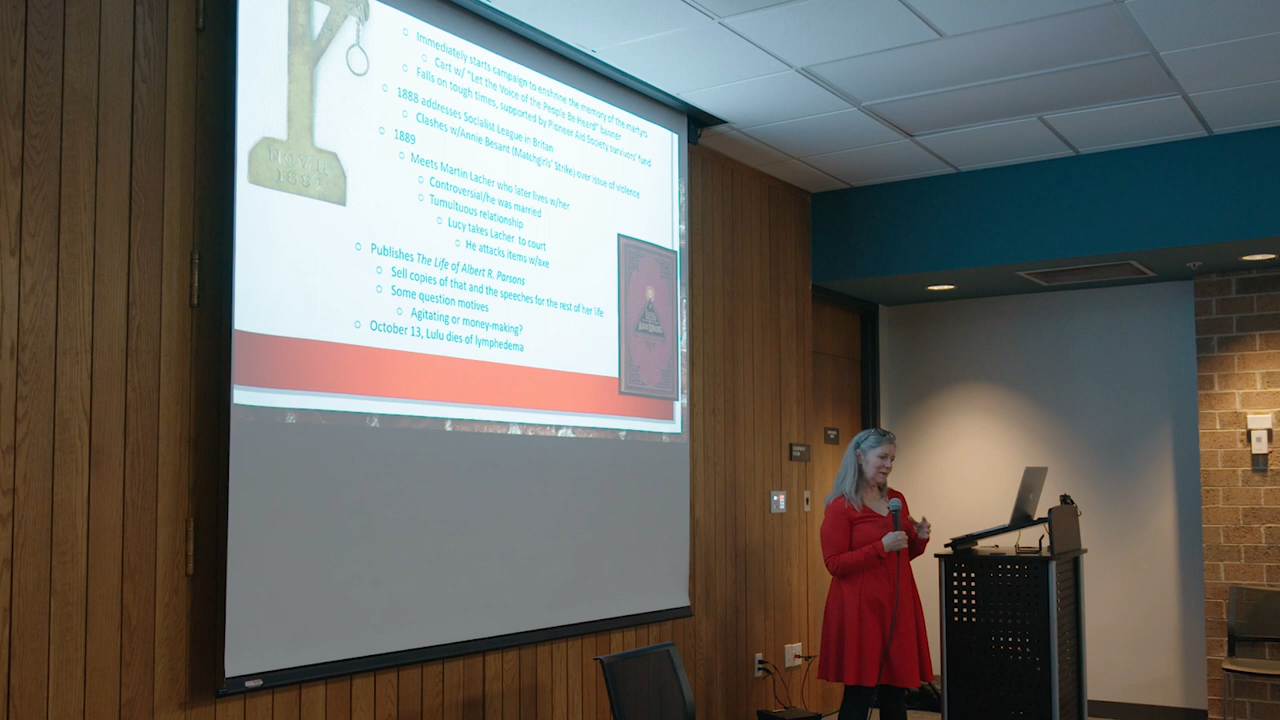 NOV. 11
1887
Immediately starts campaign to enshrine the memory of the martyrs
Cart w/ "Let the Voice of the People Be Heard" banner
Falls on tough times, supported by Pioneer Aid Society survivors' fund
1888 addresses Socialist League in Britan
Clashes w/Annie Besant (Matchgirls' Strike) over issue of violence
1889
Meets Martin Lacher who later lives w/her
Controversial/he was married
Tumultuous relationship
Lucy takes Lacher to court
He attacks items w/axe
Publishes The Life of Albert R. Parsons
Sell copies of that and the speeches for the rest of her life
Some question motives
Agitating or money-making?
October 13, Lulu dies of lymphedema